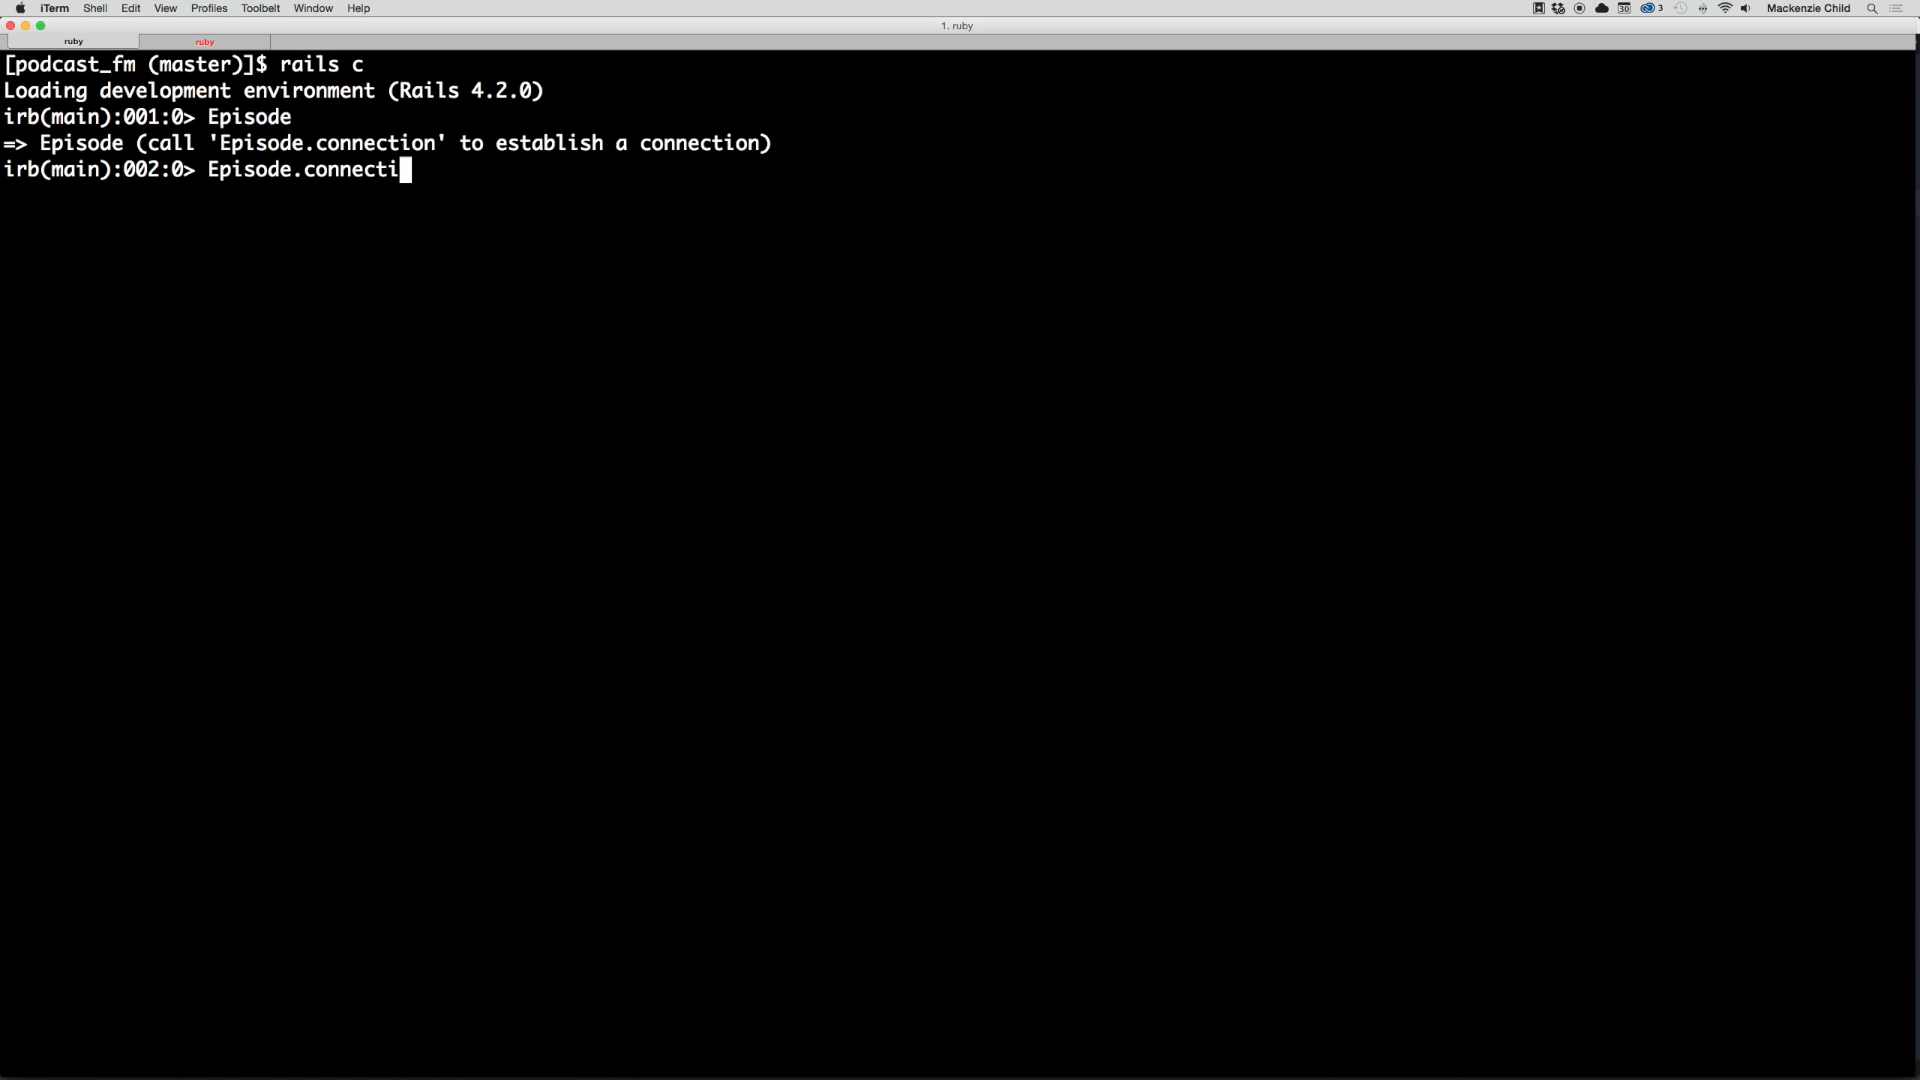 iTerm Shell Edit View Profiles Toolbelt Window Help 30 3 Mackenzie Child
1. ruby
ruby ruby
[podcast_fm (master)]$ rails c
Loading development environment (Rails 4.2.0)
irb(main):001:0> Episode
=> Episode (call 'Episode.connection' to establish a connection)
irb(main):002:0> Episode.connecti